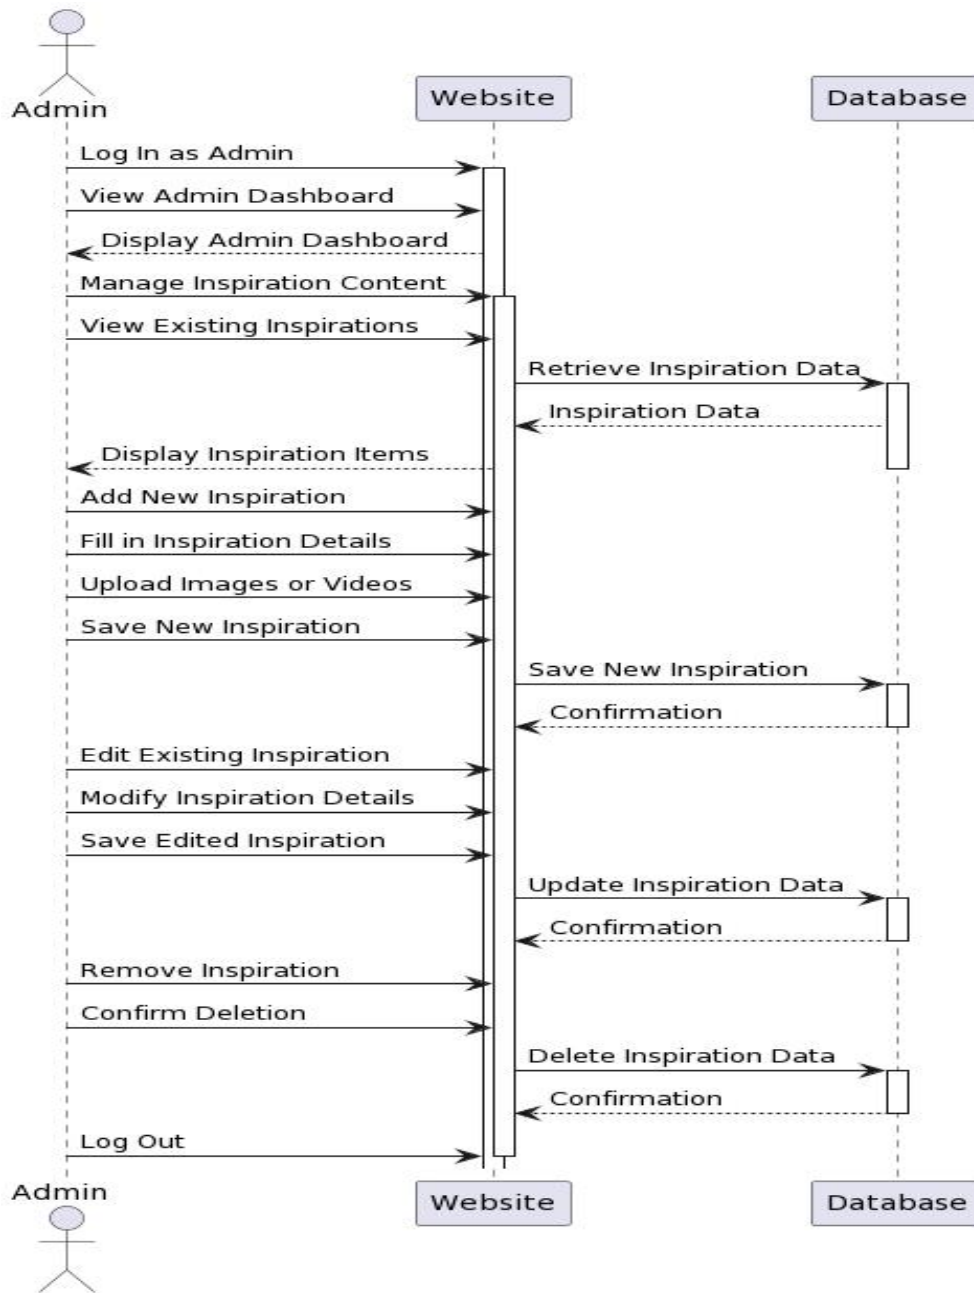 Admin
Website
Database
Log In as Admin
View Admin Dashboard
Display Admin Dashboard
Manage Inspiration Content
View Existing Inspirations
Retrieve Inspiration Data
Inspiration Data
Display Inspiration Items
Add New Inspiration
Fill in Inspiration Details
Upload Images or Videos
Save New Inspiration
Save New Inspiration
Confirmation
Edit Existing Inspiration
Modify Inspiration Details
Save Edited Inspiration
Update Inspiration Data
Confirmation
Remove Inspiration
Confirm Deletion
Delete Inspiration Data
Confirmation
Log Out
Admin
Website
Database